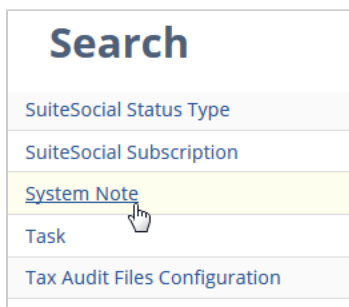 Search
SuiteSocial Status Type
SuiteSocial Subscription
System Note
Task
Tax Audit Files Configuration